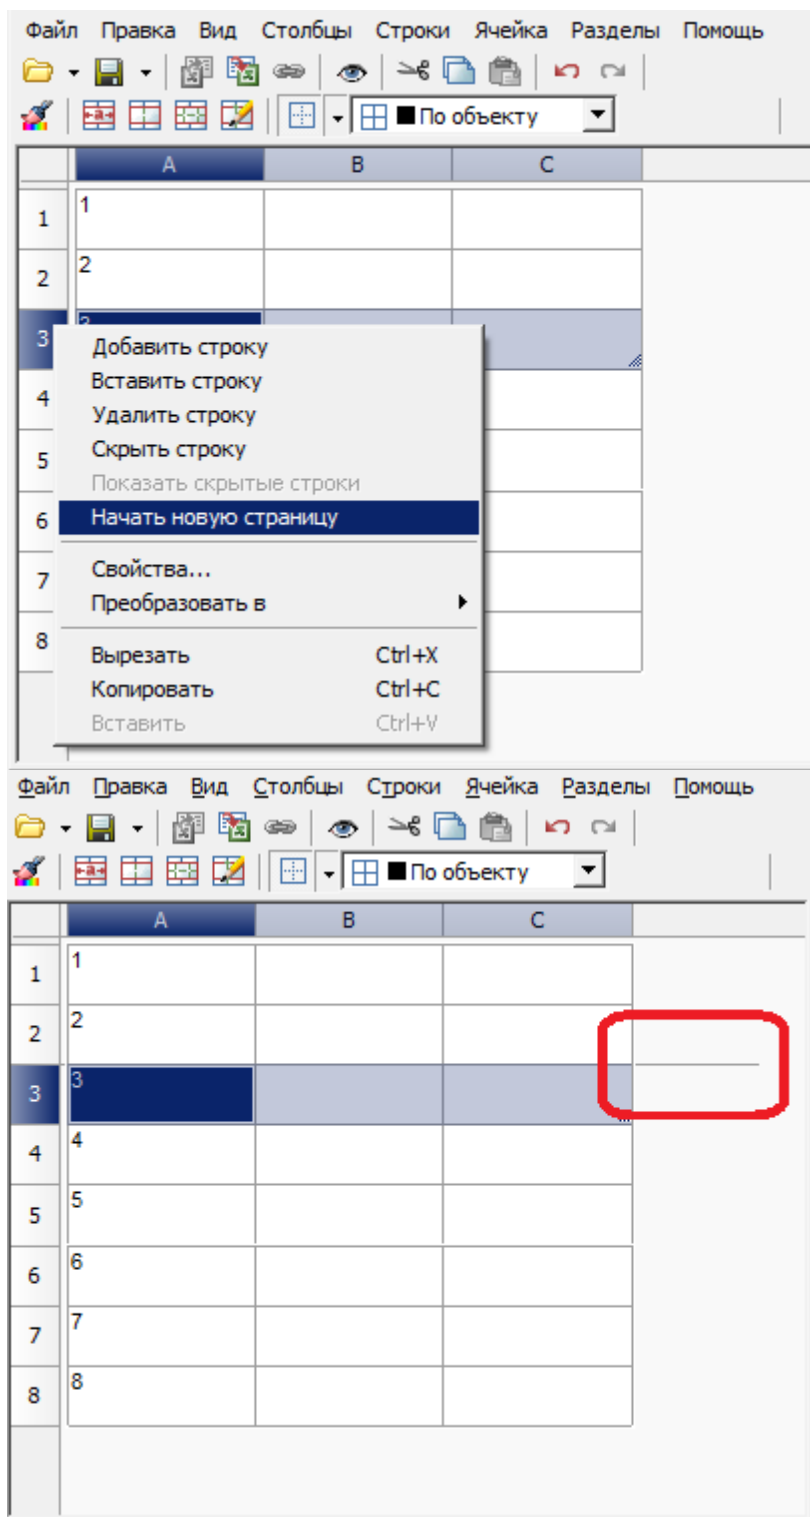 Файл Правка Вид Столбцы Строки Ячейка Разделы Помощь
По объекту
A B C
1 1
2 2
3 3
Добавить строку
Вставить строку
4 Удалить строку
Скрыть строку
5 Показать скрытые строки
6 Начать новую страницу
7 Свойства...
Преобразовать в
8 Вырезать Ctrl+X
Копировать Ctrl+C
Вставить Ctrl+V
Файл Правка Вид Столбцы Строки Ячейка Разделы Помощь
По объекту
A B C
1 1
2 2
3 3
4 4
5 5
6 6
7 7
8 8